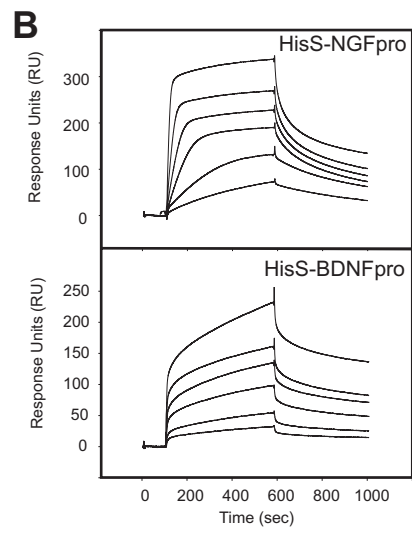 B
HisS-NGFpro
Response Units (RU)
300
200
100
0
HisS-BDNFpro
Response Units (RU)
250
200
150
100
50
0
0 200 400 600 800 1000
Time (sec)